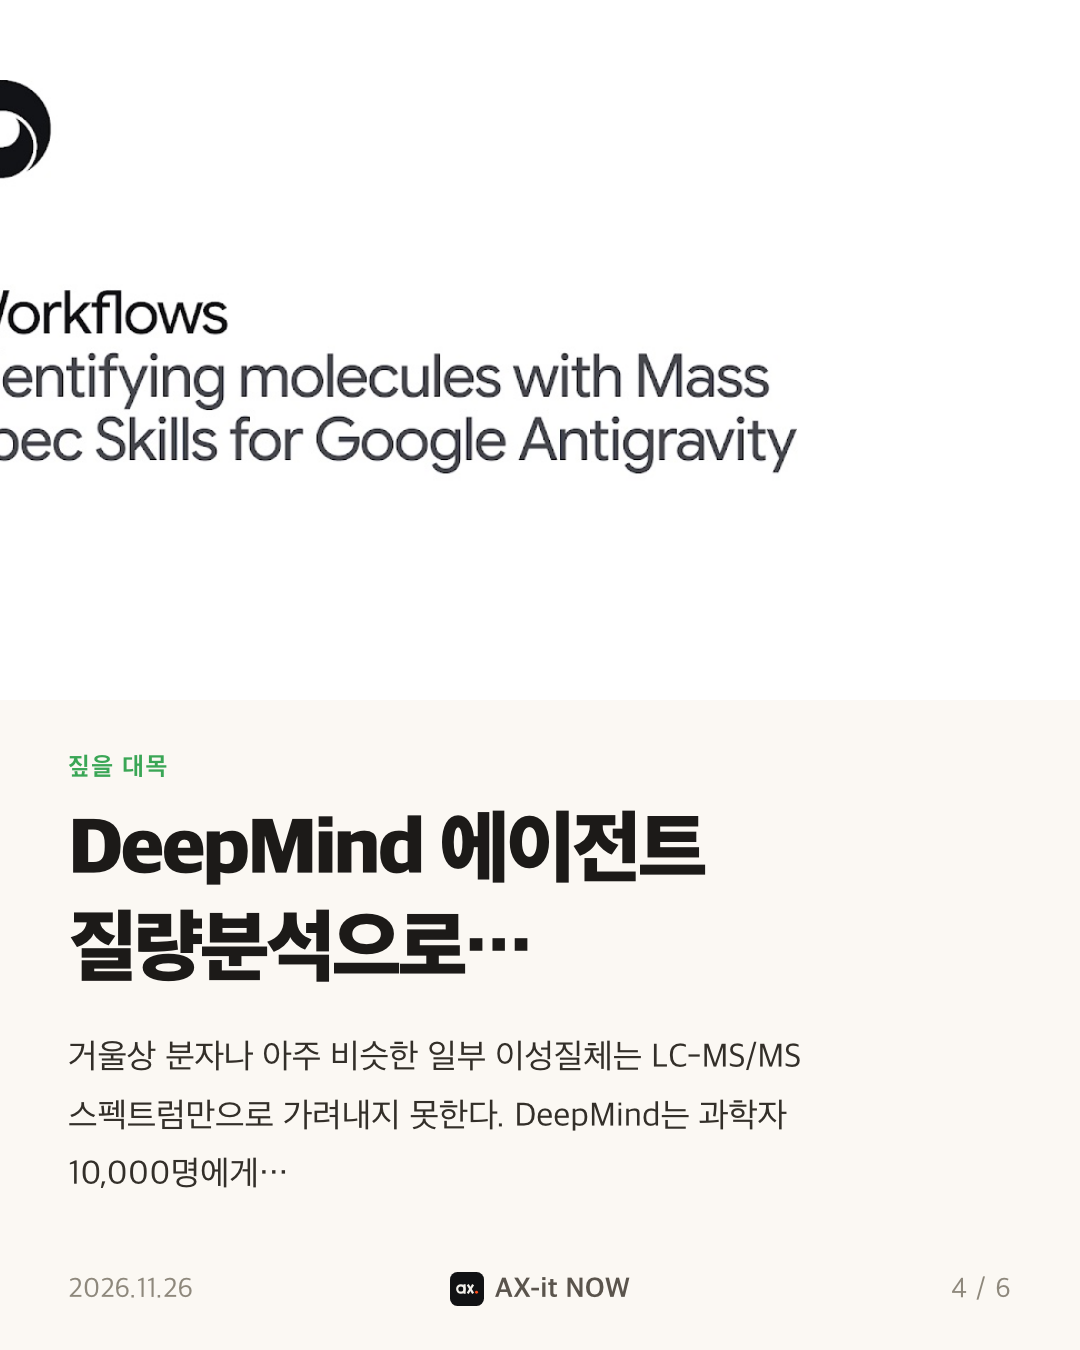 Workflows
entifying molecules with Mass
pec Skills for Google Antigravity
짚을 대목
DeepMind 에이전트
질량분석으로…
거울상 분자나 아주 비슷한 일부 이성질체는 LC-MS/MS
스펙트럼만으로 가려내지 못한다. DeepMind는 과학자
10,000명에게…
2026.11.26
ax. AX-it NOW
4 / 6